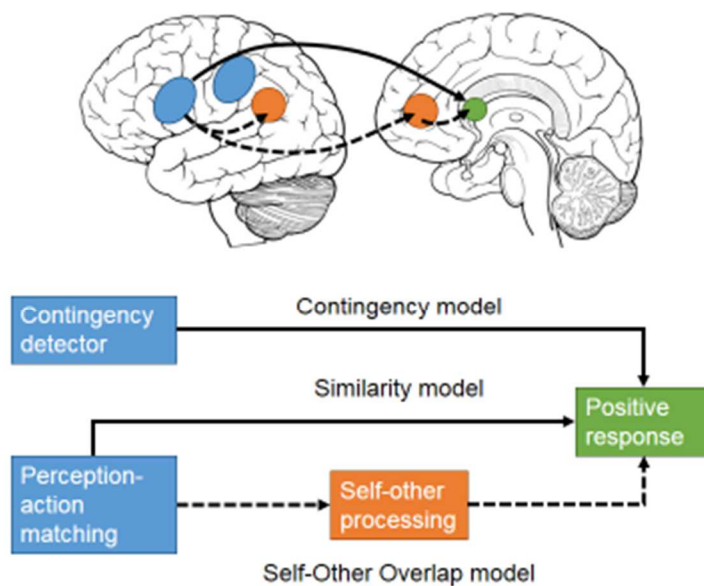 Contingency model
Contingency
detector
Similarity model
Positive
response
Perception-
action
matching
Self-other
processing
Self-Other Overlap model